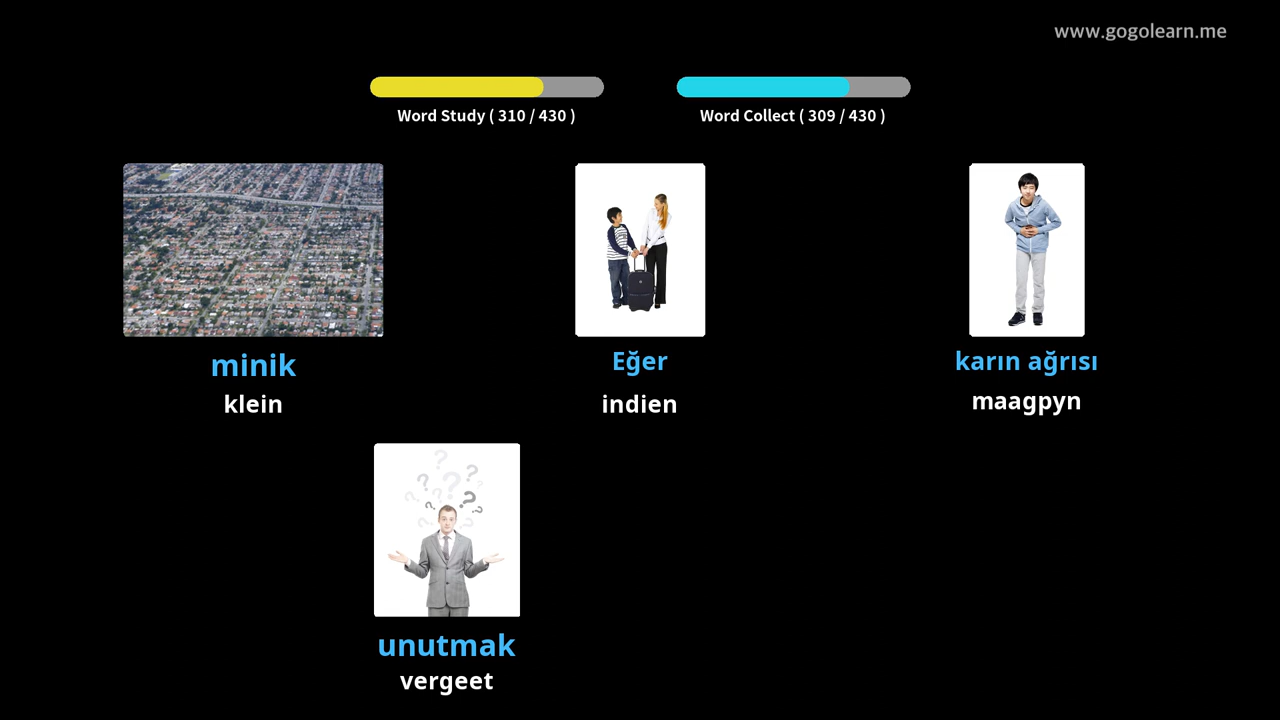 www.gogolearn.me
Word Study ( 310 / 430 )
Word Collect ( 309 / 430 )
minik
klein
Eğer
indien
karın ağrısı
maagpyn
unutmak
vergeet